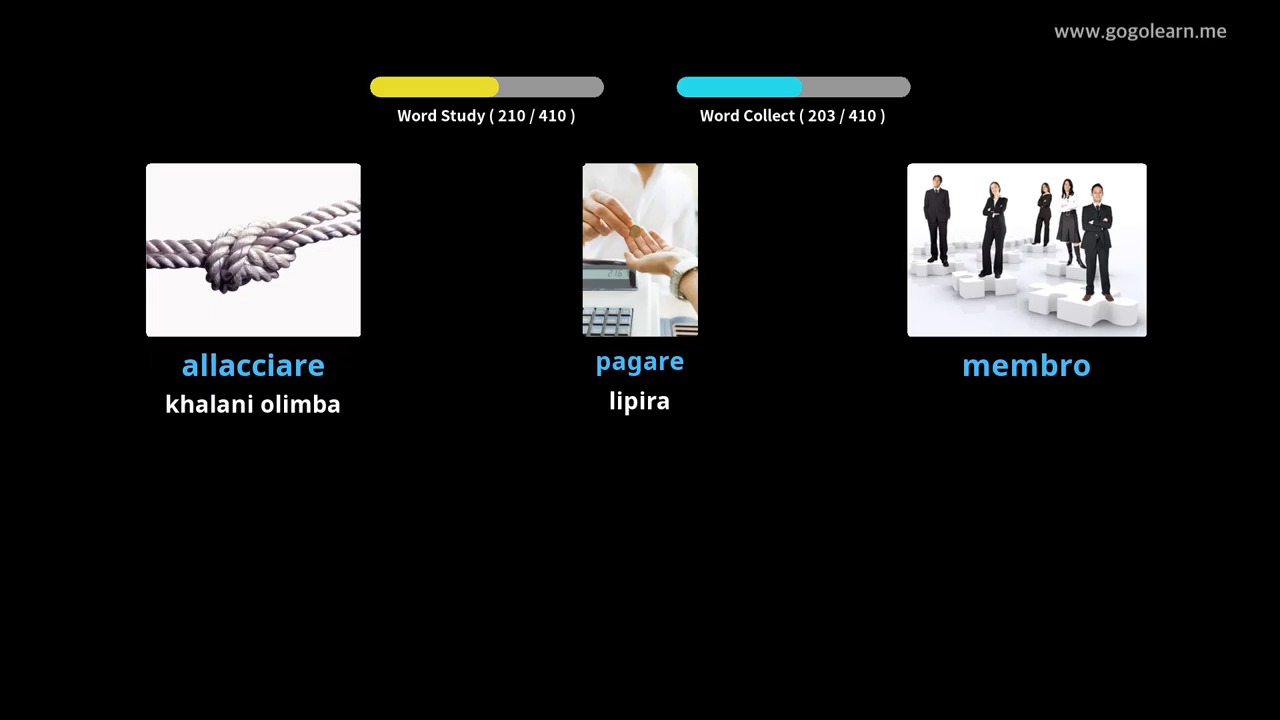 www.gogolearn.me
Word Study ( 210 / 410 )
Word Collect ( 203 / 410 )
allacciare
khalani olimba
pagare
lipira
membro